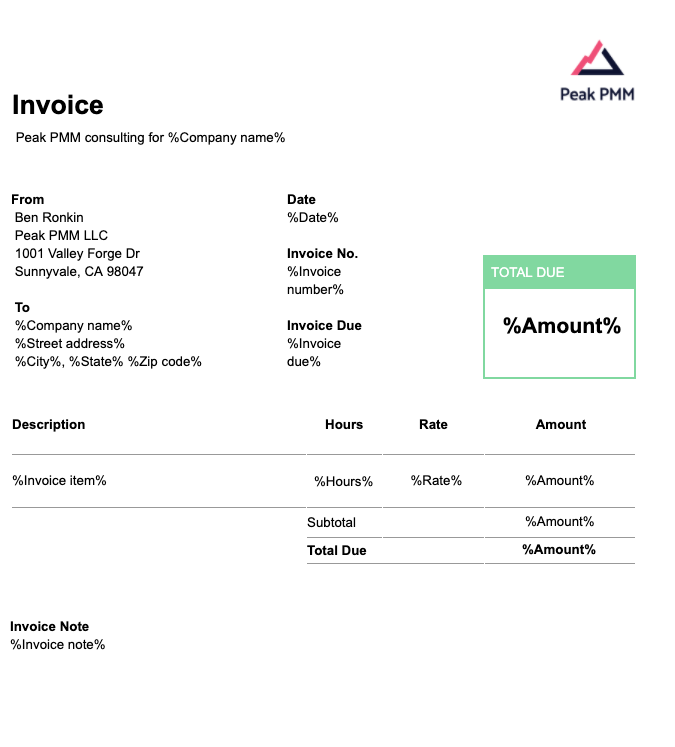 Peak PMM
Invoice
Peak PMM consulting for %Company name%
From
Ben Ronkin
Peak PMM LLC
1001 Valley Forge Dr
Sunnyvale, CA 98047
To
%Company name%
%Street address%
%City%, %State% %Zip code%
Date
%Date%
Invoice No.
%Invoice
number%
Invoice Due
%Invoice
due%
TOTAL DUE
%Amount%
Description Hours Rate Amount
%Invoice item% %Hours% %Rate% %Amount%
Subtotal %Amount%
Total Due %Amount%
Invoice Note
%Invoice note%